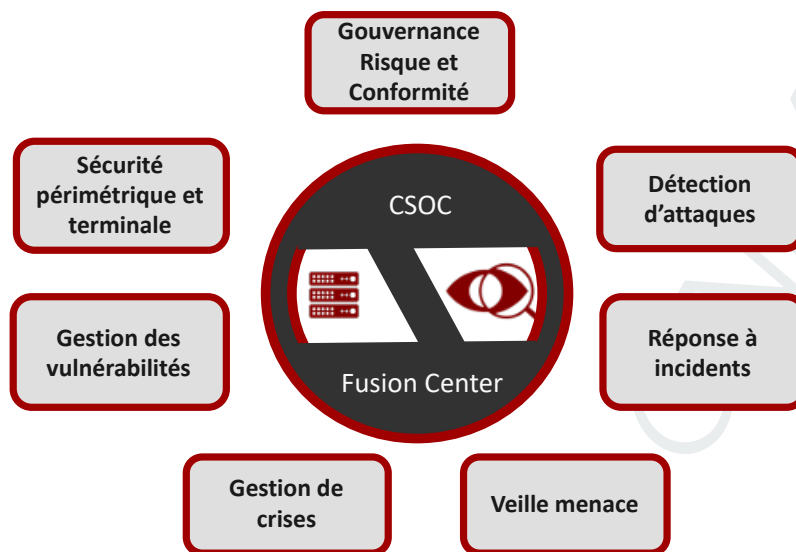 Gouvernance
Risque et
Conformité
Sécurité
périmétrique et
terminale
CSOC
Détection
d’attaques
Gestion des
vulnérabilités
Réponse à
incidents
Fusion Center
Gestion de
crises
Veille menace